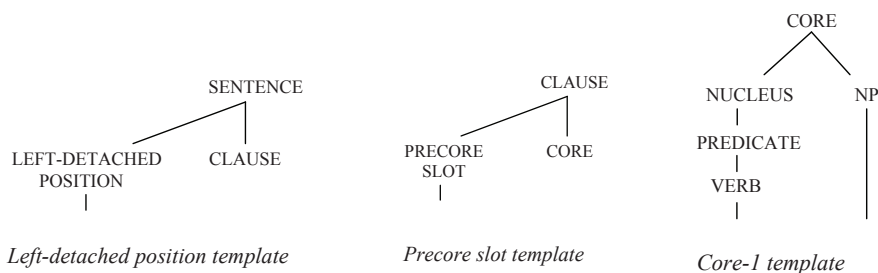 SENTENCE
LEFT-DETACHED CLAUSE
POSITION
Left-detached position template
CLAUSE
PRECORE CORE
SLOT
Precore slot template
CORE
NUCLEUS NP
PREDICATE
VERB
Core-1 template